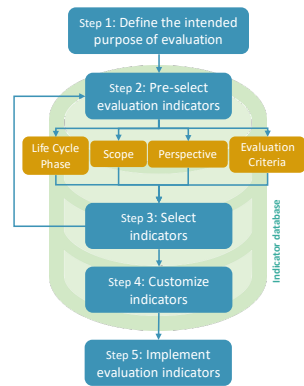 Step 1: Define the intended
purpose of evaluation
Step 2: Pre-select
evaluation indicators
Life Cycle
Phase
Scope
Perspective
Evaluation
Criteria
Step 3: Select
indicators
Step 4: Customize
indicators
Indicator database
Step 5: Implement
evaluation indicators